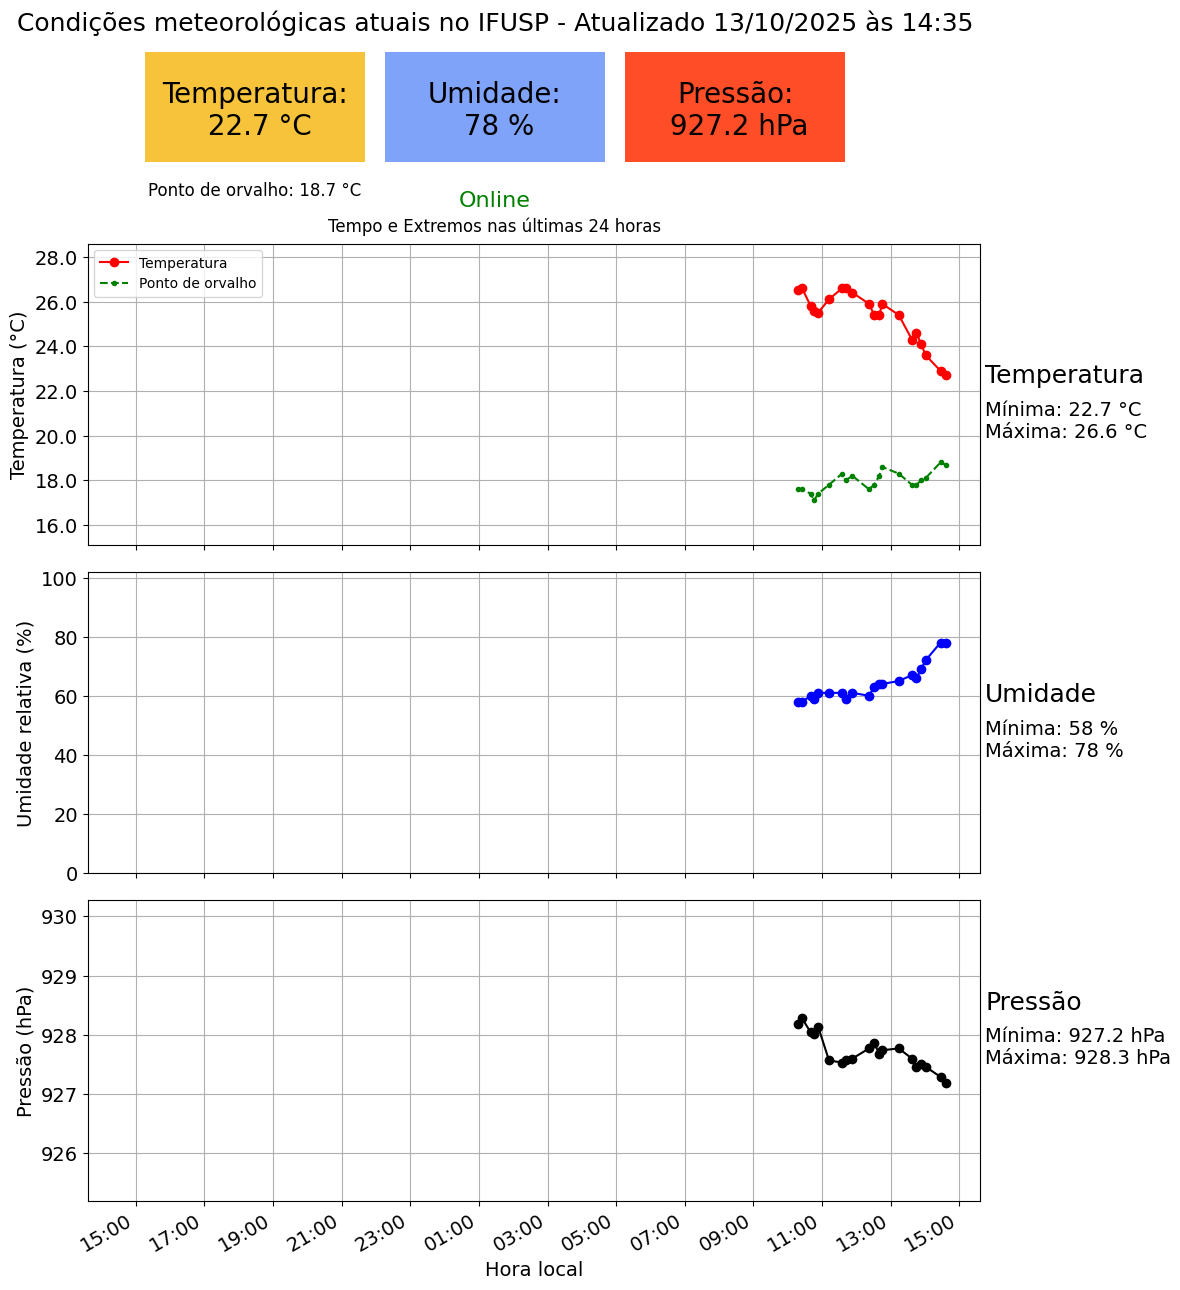 Condições meteorológicas atuais no IFUSP - Atualizado 13/10/2025 às 14:35
Temperatura:
22.7 °C
Umidade:
78 %
Pressão:
927.2 hPa
Ponto de orvalho: 18.7 °C
Online
Tempo e Extremos nas últimas 24 horas
Temperatura (°C)
28.0
26.0
24.0
22.0
20.0
18.0
16.0
Temperatura
Ponto de orvalho
Temperatura
Mínima: 22.7 °C
Máxima: 26.6 °C
Umidade relativa (%)
100
80
60
40
20
0
Umidade
Mínima: 58 %
Máxima: 78 %
Pressão (hPa)
930
929
928
927
926
Pressão
Mínima: 927.2 hPa
Máxima: 928.3 hPa
15:00
17:00
19:00
21:00
23:00
01:00
03:00
05:00
07:00
09:00
11:00
13:00
15:00
Hora local